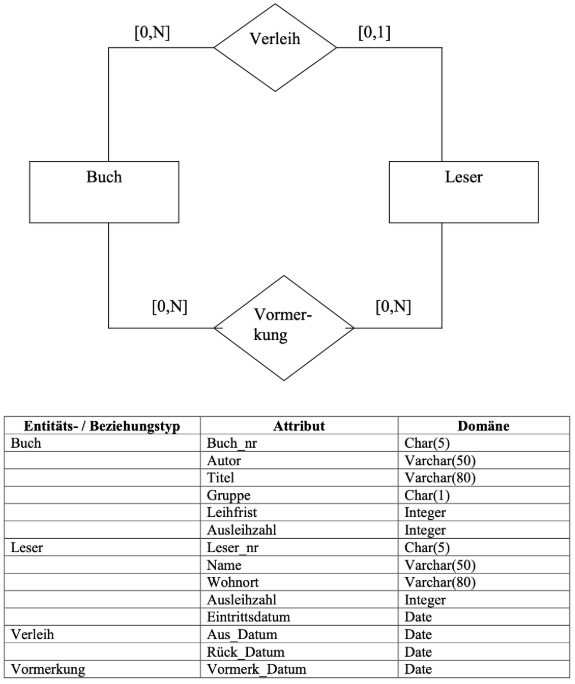 [0,N] Verleih [0,1]
Buch Leser
[0,N] Vormer- [0,N]
kung
Entitäts- / Beziehungstyp Attribut Domäne
Buch Buch_nr Char(5)
Autor Varchar(50)
Titel Varchar(80)
Gruppe Char(1)
Leihfrist Integer
Ausleihzahl Integer
Leser Leser_nr Char(5)
Name Varchar(50)
Wohnort Varchar(80)
Ausleihzahl Integer
Eintrittsdatum Date
Verleih Aus_Datum Date
Rück_Datum Date
Vormerkung Vormerk_Datum Date